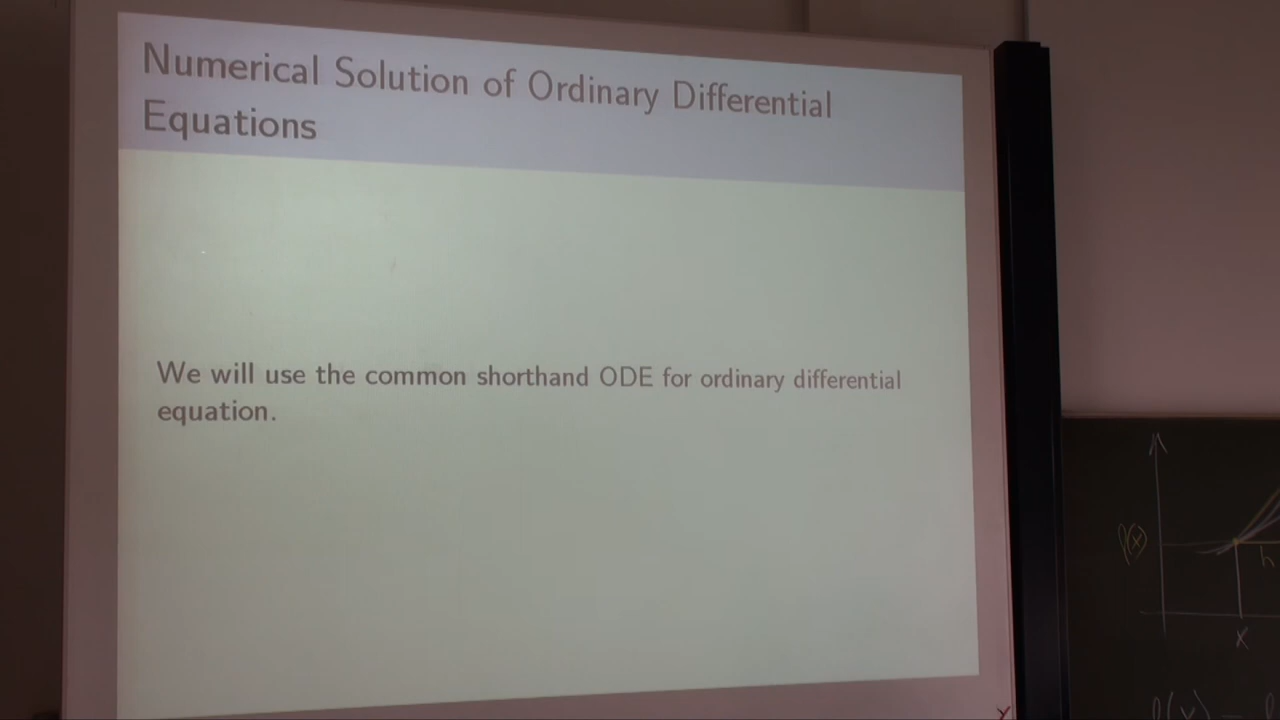 Numerical Solution of Ordinary Differential
Equations
We will use the common shorthand ODE for ordinary differential
equation.
f(x)
h
x